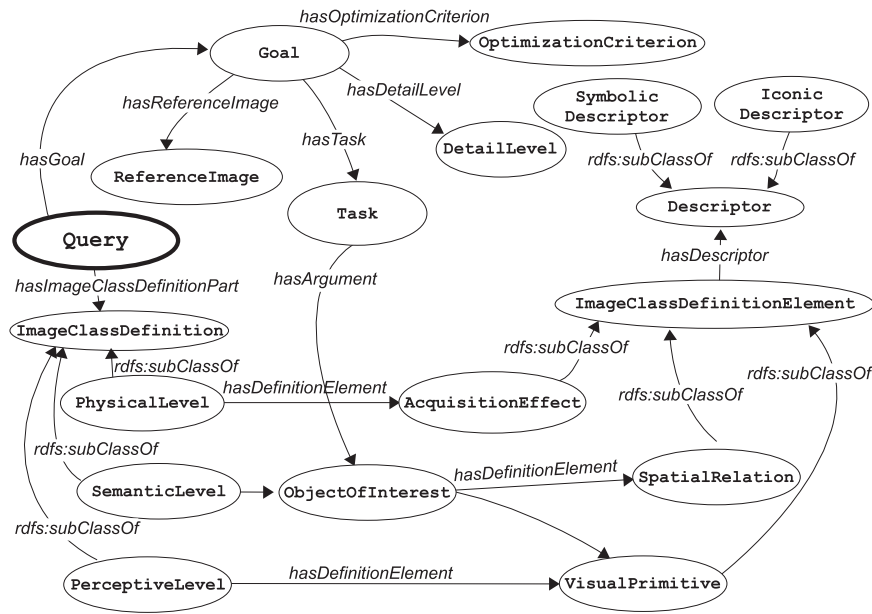 hasOptimizationCriterion
Goal
OptimizationCriterion
hasReferenceImage
hasDetailLevel
hasTask
Symbolic
Descriptor
Iconic
Descriptor
hasGoal
ReferenceImage
DetailLevel
rdfs:subClassOf
rdfs:subClassOf
Task
Descriptor
Query
hasDescriptor
hasImageClassDefinitionPart
hasArgument
ImageClassDefinitionElement
ImageClassDefinition
rdfs:subClassOf
rdfs:subClassOf
hasDefinitionElement
rdfs:subClassOf
PhysicalLevel
AcquisitionEffect
rdfs:subClassOf
rdfs:subClassOf
hasDefinitionElement
SemanticLevel
ObjectOfInterest
SpatialRelation
rdfs:subClassOf
hasDefinitionElement
PerceptiveLevel
VisualPrimitive